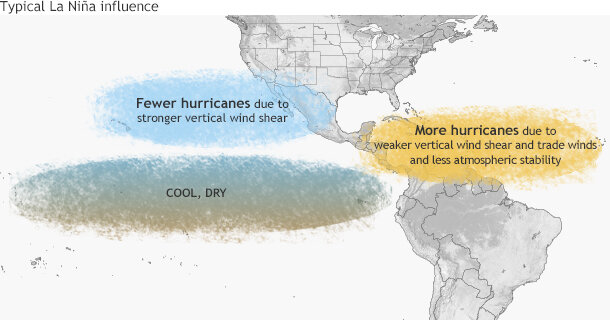 Typical La Niña influence
Fewer hurricanes due to
stronger vertical wind shear
More hurricanes due to
weaker vertical wind shear and trade winds
and less atmospheric stability
COOL, DRY